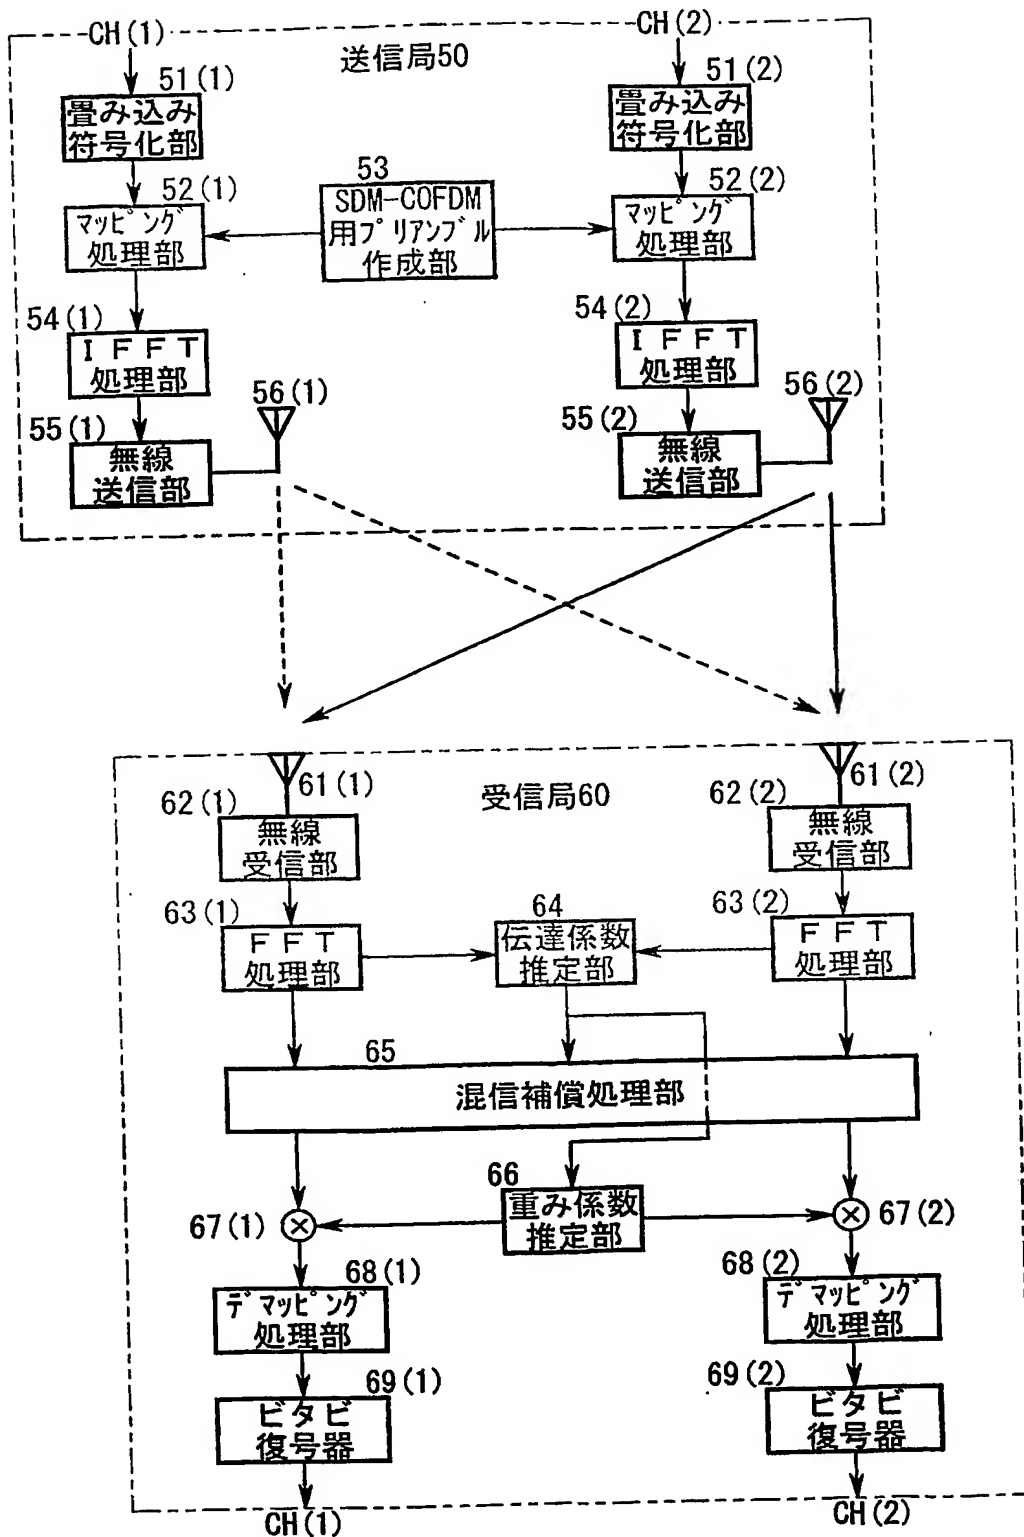 CH(1)
CH(2)
送信局50
51(1)
51(2)
畳み込み
符号化部
畳み込み
符号化部
52(1)
53
52(2)
マッピング
処理部
SDM-COFDM
用プリアンブル
作成部
マッピング
処理部
54(1)
54(2)
IFFT
処理部
IFFT
処理部
56(1)
56(2)
55(1)
55(2)
無線
送信部
無線
送信部
61(1)
受信局60
61(2)
62(1)
62(2)
無線
受信部
無線
受信部
63(1)
64
63(2)
FFT
処理部
伝達係数
推定部
FFT
処理部
65
混信補償処理部
66
重み係数
推定部
67(1)
67(2)
68(1)
68(2)
デマッピング
処理部
デマッピング
処理部
69(1)
69(2)
ビタビ
復号器
ビタビ
復号器
CH(1)
CH(2)